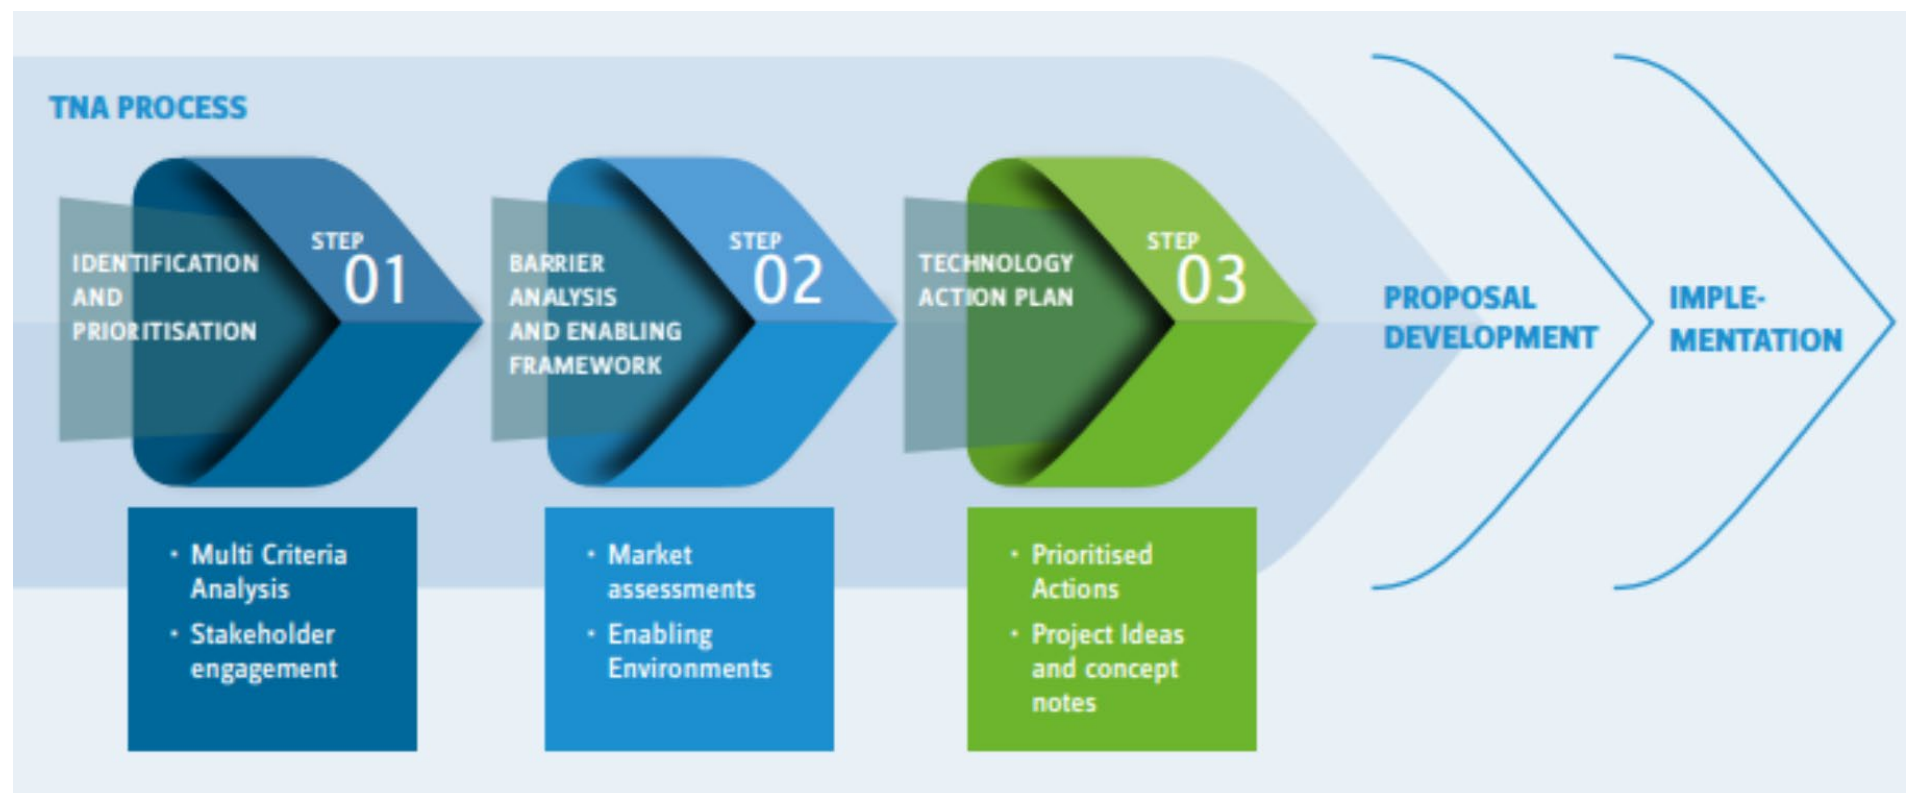 TNA PROCESS
IDENTIFICATION
AND
PRIORITISATION
STEP
01
BARRIER
ANALYSIS
AND ENABLING
FRAMEWORK
STEP
02
TECHNOLOGY
ACTION PLAN
STEP
03
PROPOSAL
DEVELOPMENT
IMPLE-
MENTATION
• Multi Criteria
Analysis
• Stakeholder
engagement
• Market
assessments
• Enabling
Environments
• Prioritised
Actions
• Project Ideas
and concept
notes